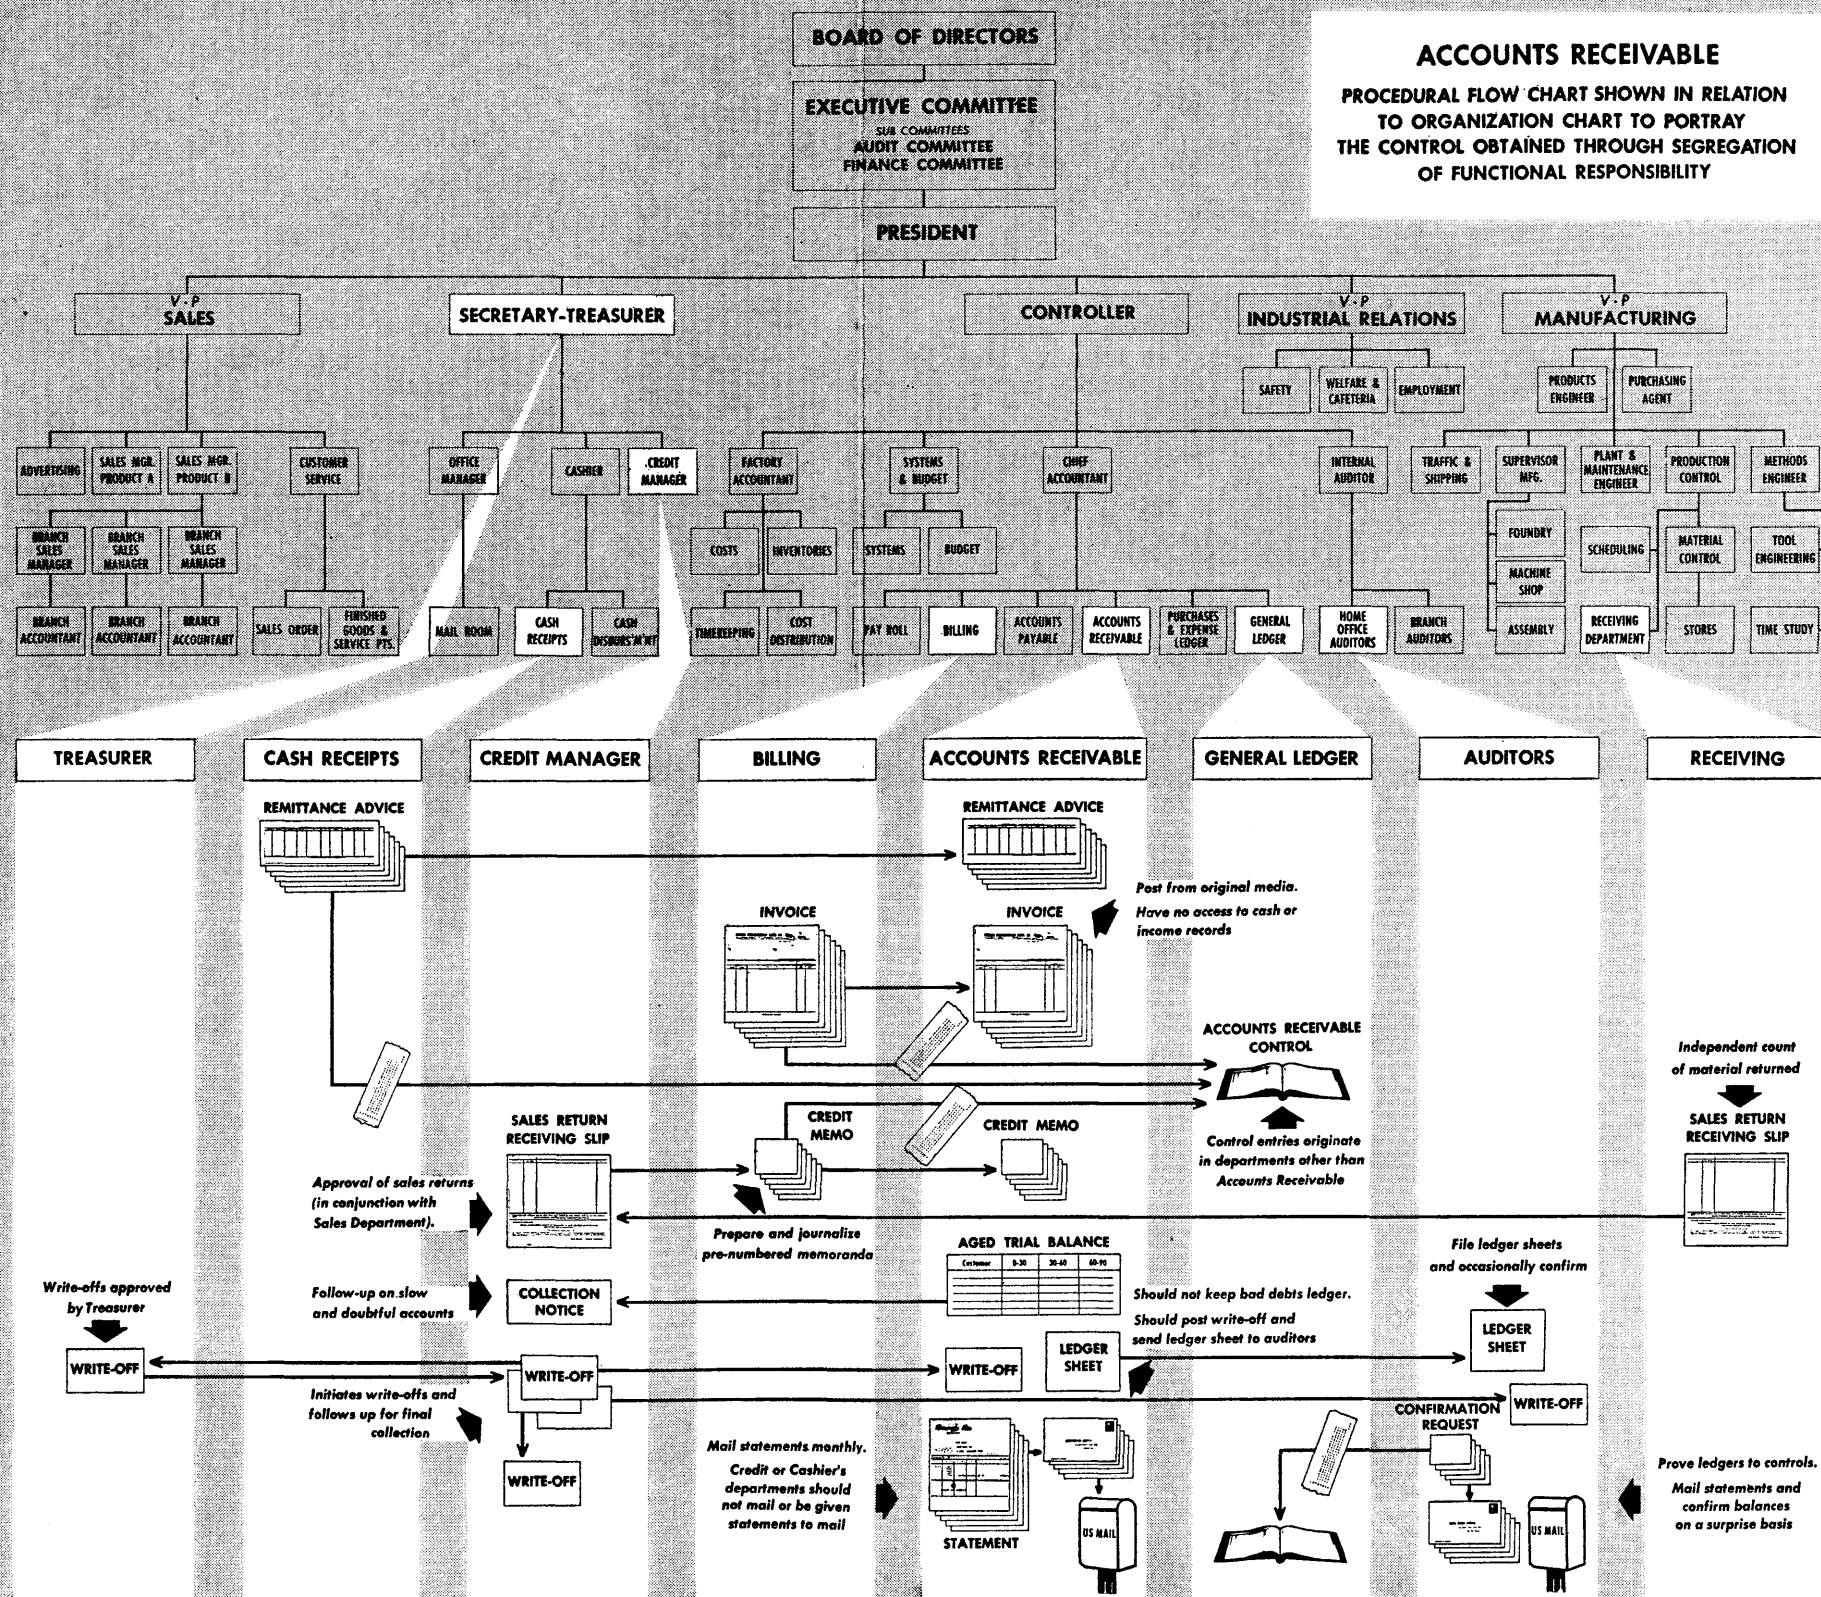 BOARD OF DIRECTORS
EXECUTIVE COMMITTEE
SUB COMMITTEES
AUDIT COMMITTEE
FINANCE COMMITTEE
PRESIDENT
ACCOUNTS RECEIVABLE
PROCEDURAL FLOW CHART SHOWN IN RELATION
TO ORGANIZATION CHART TO PORTRAY
THE CONTROL OBTAINED THROUGH SEGREGATION
OF FUNCTIONAL RESPONSIBILITY
V-P
SALES
SECRETARY-TREASURER
CONTROLLER
V-P
INDUSTRIAL RELATIONS
V-P
MANUFACTURING
SAFETY
WELFARE &
CAFETERIA
EMPLOYMENT
PRODUCTS
ENGINEER
PURCHASING
AGENT
ADVERTISING
SALES MGR.
PRODUCT A
SALES MGR.
PRODUCT B
CUSTOMER
SERVICE
OFFICE
MANAGER
CASHIER
CREDIT
MANAGER
FACTORY
ACCOUNTANT
SYSTEMS
& BUDGET
CHIEF
ACCOUNTANT
INTERNAL
AUDITOR
TRAFFIC &
SHIPPING
SUPERVISOR
MFG.
PLANT &
MAINTENANCE
ENGINEER
PRODUCTION
CONTROL
METHODS
ENGINEER
BRANCH
SALES
MANAGER
BRANCH
SALES
MANAGER
BRANCH
SALES
MANAGER
COSTS
INVENTORIES
SYSTEMS
BUDGET
FOUNDRY
MACHINE
SHOP
SCHEDULING
MATERIAL
CONTROL
TOOL
ENGINEERING
BRANCH
ACCOUNTANT
BRANCH
ACCOUNTANT
BRANCH
ACCOUNTANT
SALES ORDER
FINISHED
GOODS &
SERVICE PTS.
MAIL ROOM
CASH
RECEIPTS
CASH
DISBURS'M'NT
TIMEKEEPING
COST
DISTRIBUTION
PAY ROLL
BILLING
ACCOUNTS
PAYABLE
ACCOUNTS
RECEIVABLE
PURCHASES
& EXPENSE
LEDGER
GENERAL
LEDGER
HOME
OFFICE
AUDITORS
BRANCH
AUDITORS
ASSEMBLY
RECEIVING
DEPARTMENT
STORES
TIME STUDY
TREASURER
CASH RECEIPTS
CREDIT MANAGER
BILLING
ACCOUNTS RECEIVABLE
GENERAL LEDGER
AUDITORS
RECEIVING
REMITTANCE ADVICE
REMITTANCE ADVICE
Post from original media.
Have no access to cash or
income records
INVOICE
INVOICE
ACCOUNTS RECEIVABLE
CONTROL
Independent count
of material returned
SALES RETURN
RECEIVING SLIP
CREDIT
MEMO
CREDIT MEMO
SALES RETURN
RECEIVING SLIP
Control entries originate
in departments other than
Accounts Receivable
Approval of sales returns
(in conjunction with
Sales Department).
Prepare and journalize
pre-numbered memoranda
AGED TRIAL BALANCE
Customer 0-30 30-60 60-90
File ledger sheets
and occasionally confirm
Write-offs approved
by Treasurer
Follow-up on slow
and doubtful accounts
COLLECTION
NOTICE
Should not keep bad debts ledger.
Should post write-off and
send ledger sheet to auditors
LEDGER
SHEET
WRITE-OFF
WRITE-OFF
WRITE-OFF
LEDGER
SHEET
Initiates write-offs and
follows up for final
collection
WRITE-OFF
CONFIRMATION
REQUEST
WRITE-OFF
Mail statements monthly.
Credit or Cashier's
departments should
not mail or be given
statements to mail
STATEMENT
US MAIL
US MAIL
Prove ledgers to controls.
Mail statements and
confirm balances
on a surprise basis